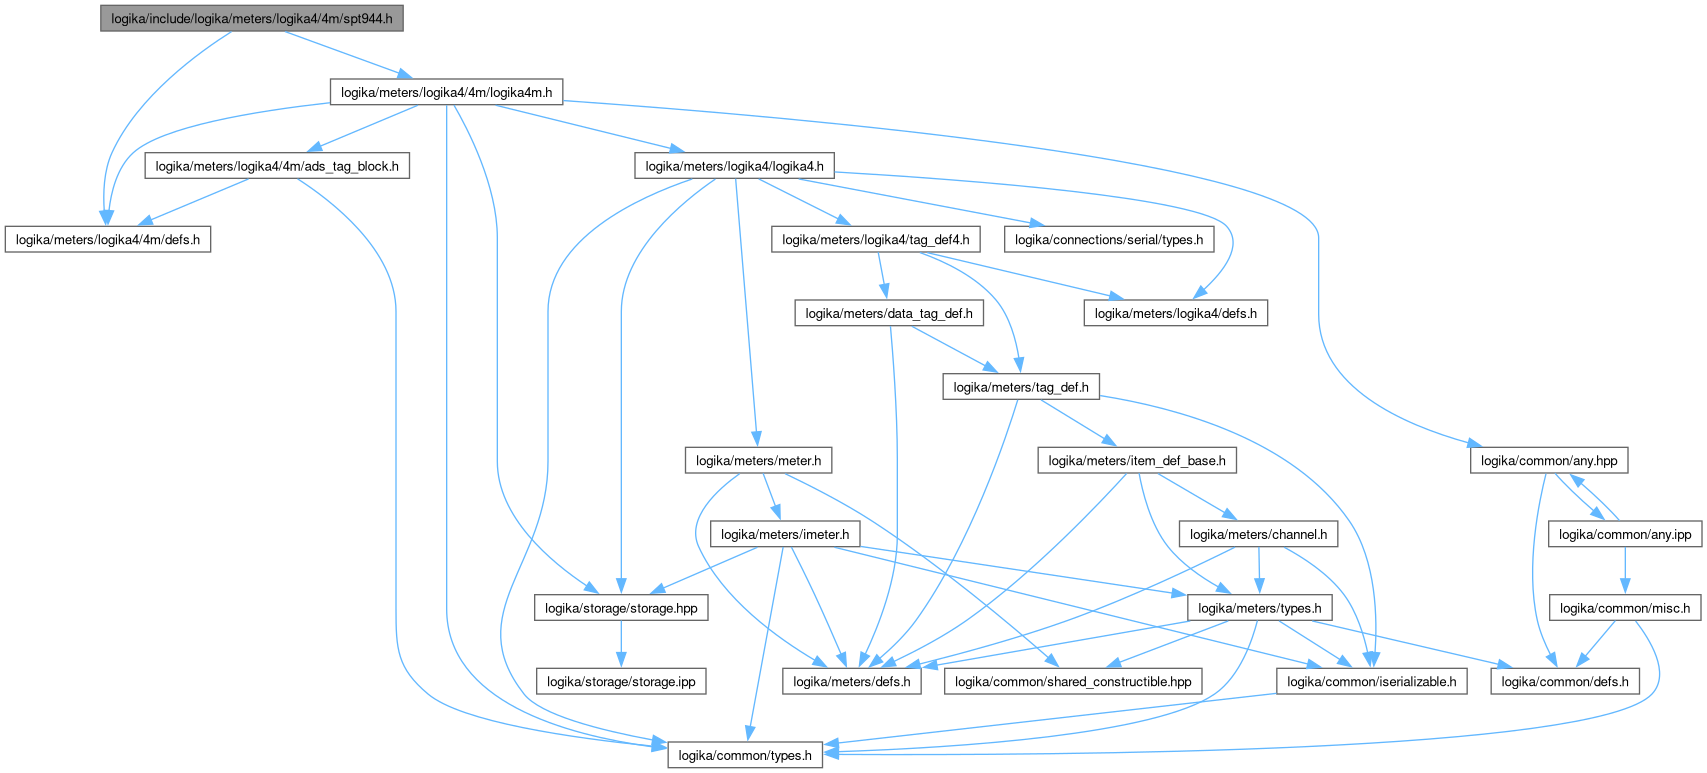 logika/include/logika/meters/logika4/4m/spt944.h
logika/meters/logika4/4m/logika4m.h
logika/meters/logika4/4m/ads_tag_block.h
logika/meters/logika4/logika4.h
logika/meters/logika4/4m/defs.h
logika/meters/logika4/tag_def4.h
logika/connections/serial/types.h
logika/meters/data_tag_def.h
logika/meters/logika4/defs.h
logika/meters/tag_def.h
logika/meters/meter.h
logika/meters/item_def_base.h
logika/common/any.hpp
logika/meters/imeter.h
logika/meters/channel.h
logika/common/any.ipp
logika/storage/storage.hpp
logika/meters/types.h
logika/common/misc.h
logika/storage/storage.ipp
logika/meters/defs.h
logika/common/shared_constructible.hpp
logika/common/iserializable.h
logika/common/defs.h
logika/common/types.h